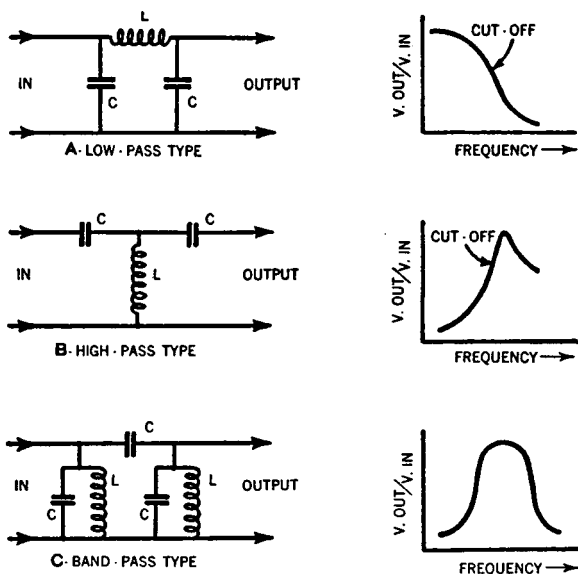 L
CUT-OFF
IN
C
C
OUTPUT
V. OUT/V. IN
A-LOW-PASS TYPE
FREQUENCY
C
C
CUT-OFF
IN
L
OUTPUT
V. OUT/V. IN
B-HIGH-PASS TYPE
FREQUENCY
C
IN
C
L
C
L
OUTPUT
V. OUT/V. IN
C-BAND-PASS TYPE
FREQUENCY